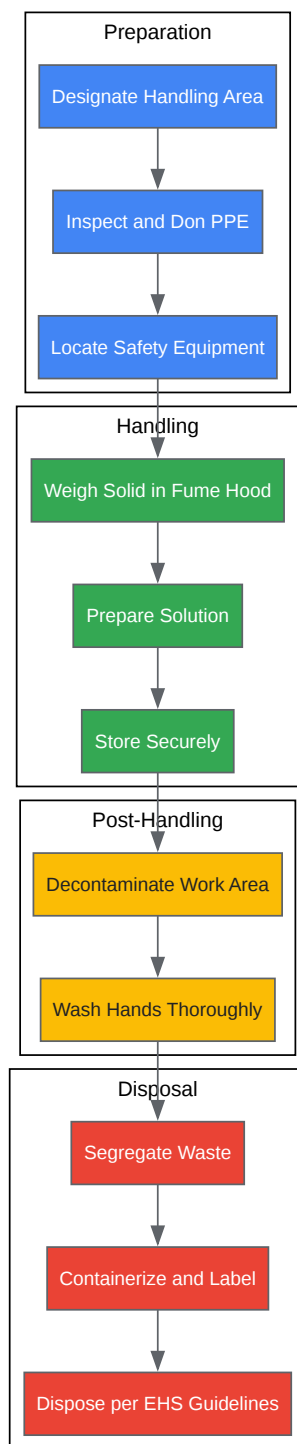 Preparation
Designate Handling Area
Inspect and Don PPE
Locate Safety Equipment
Handling
Weigh Solid in Fume Hood
Prepare Solution
Store Securely
Post-Handling
Decontaminate Work Area
Wash Hands Thoroughly
Disposal
Segregate Waste
Containerize and Label
Dispose per EHS Guidelines